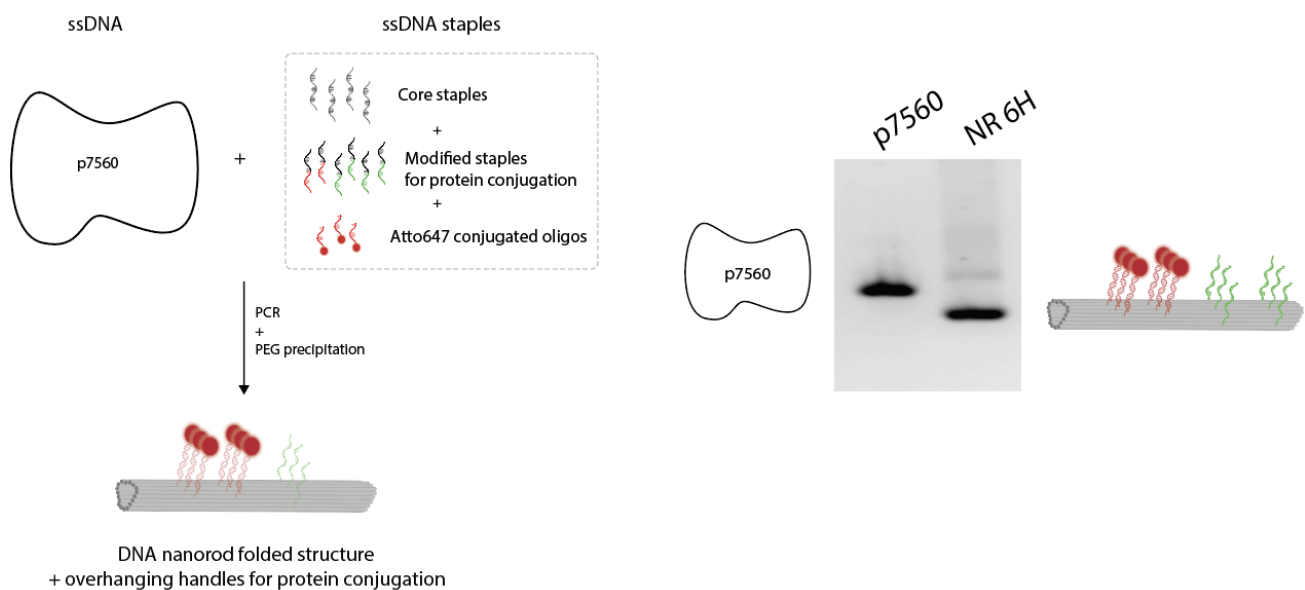 ssDNA
ssDNA staples
p7560
+
Core staples
+
Modified staples
for protein conjugation
+
Atto647 conjugated oligos
PCR
+
PEG precipitation
DNA nanorod folded structure
+ overhanging handles for protein conjugation
p7560
NR 6H
p7560